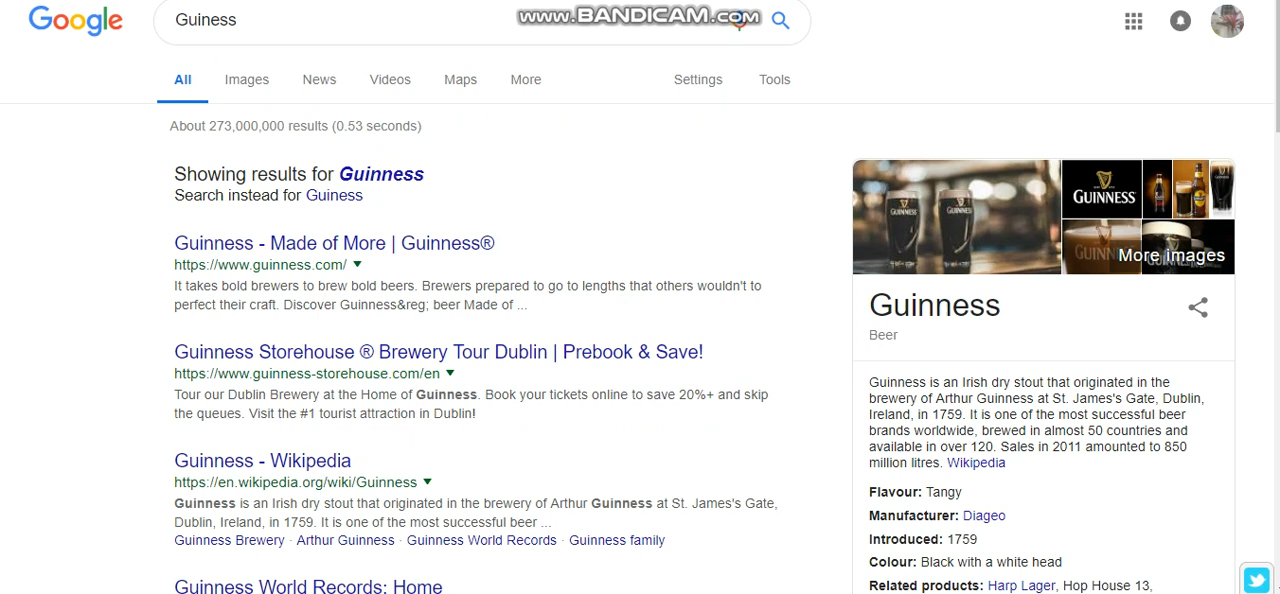 Google
Guiness
www.BANDICAM.com
All Images News Videos Maps More Settings Tools
About 273,000,000 results (0.53 seconds)
Showing results for Guinness
Search instead for Guiness
Guinness - Made of More | Guinness®
https://www.guinness.com/
It takes bold brewers to brew bold beers. Brewers prepared to go to lengths that others wouldn't to
perfect their craft. Discover Guinness&reg; beer Made of ...
Guinness Storehouse ® Brewery Tour Dublin | Prebook & Save!
https://www.guinness-storehouse.com/en
Tour our Dublin Brewery at the Home of Guinness. Book your tickets online to save 20%+ and skip
the queues. Visit the #1 tourist attraction in Dublin!
Guinness - Wikipedia
https://en.wikipedia.org/wiki/Guinness
Guinness is an Irish dry stout that originated in the brewery of Arthur Guinness at St. James's Gate,
Dublin, Ireland, in 1759. It is one of the most successful beer ...
Guinness Brewery · Arthur Guinness · Guinness World Records · Guinness family
Guinness World Records: Home
GUINNESS
GUINNESS
GUINNESS
More images
Guinness
Beer
Guinness is an Irish dry stout that originated in the
brewery of Arthur Guinness at St. James's Gate, Dublin,
Ireland, in 1759. It is one of the most successful beer
brands worldwide, brewed in almost 50 countries and
available in over 120. Sales in 2011 amounted to 850
million litres. Wikipedia
Flavour: Tangy
Manufacturer: Diageo
Introduced: 1759
Colour: Black with a white head
Related products: Harp Lager, Hop House 13,